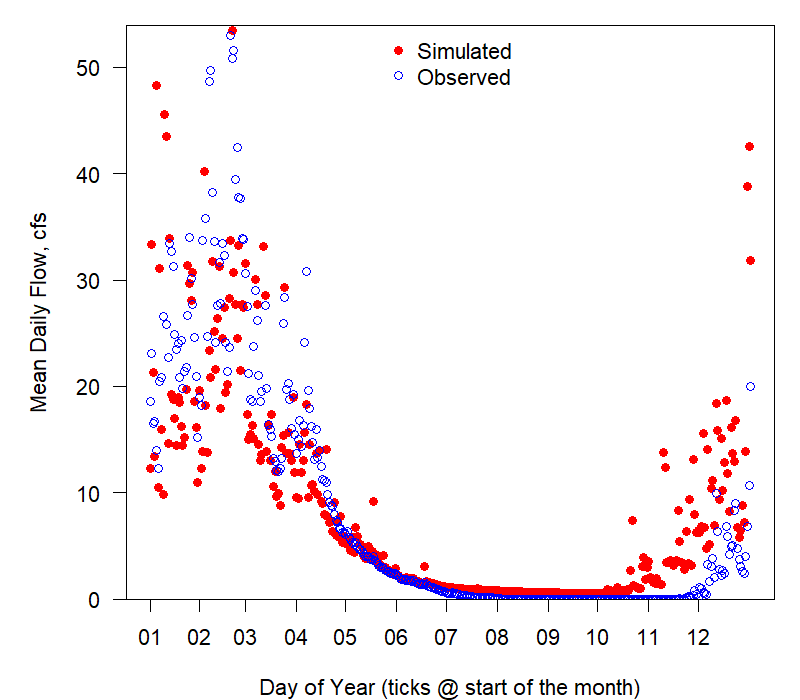 Simulated
Observed
50
40
30
20
10
0
Mean Daily Flow, cfs
01 02 03 04 05 06 07 08 09 10 11 12
Day of Year (ticks @ start of the month)